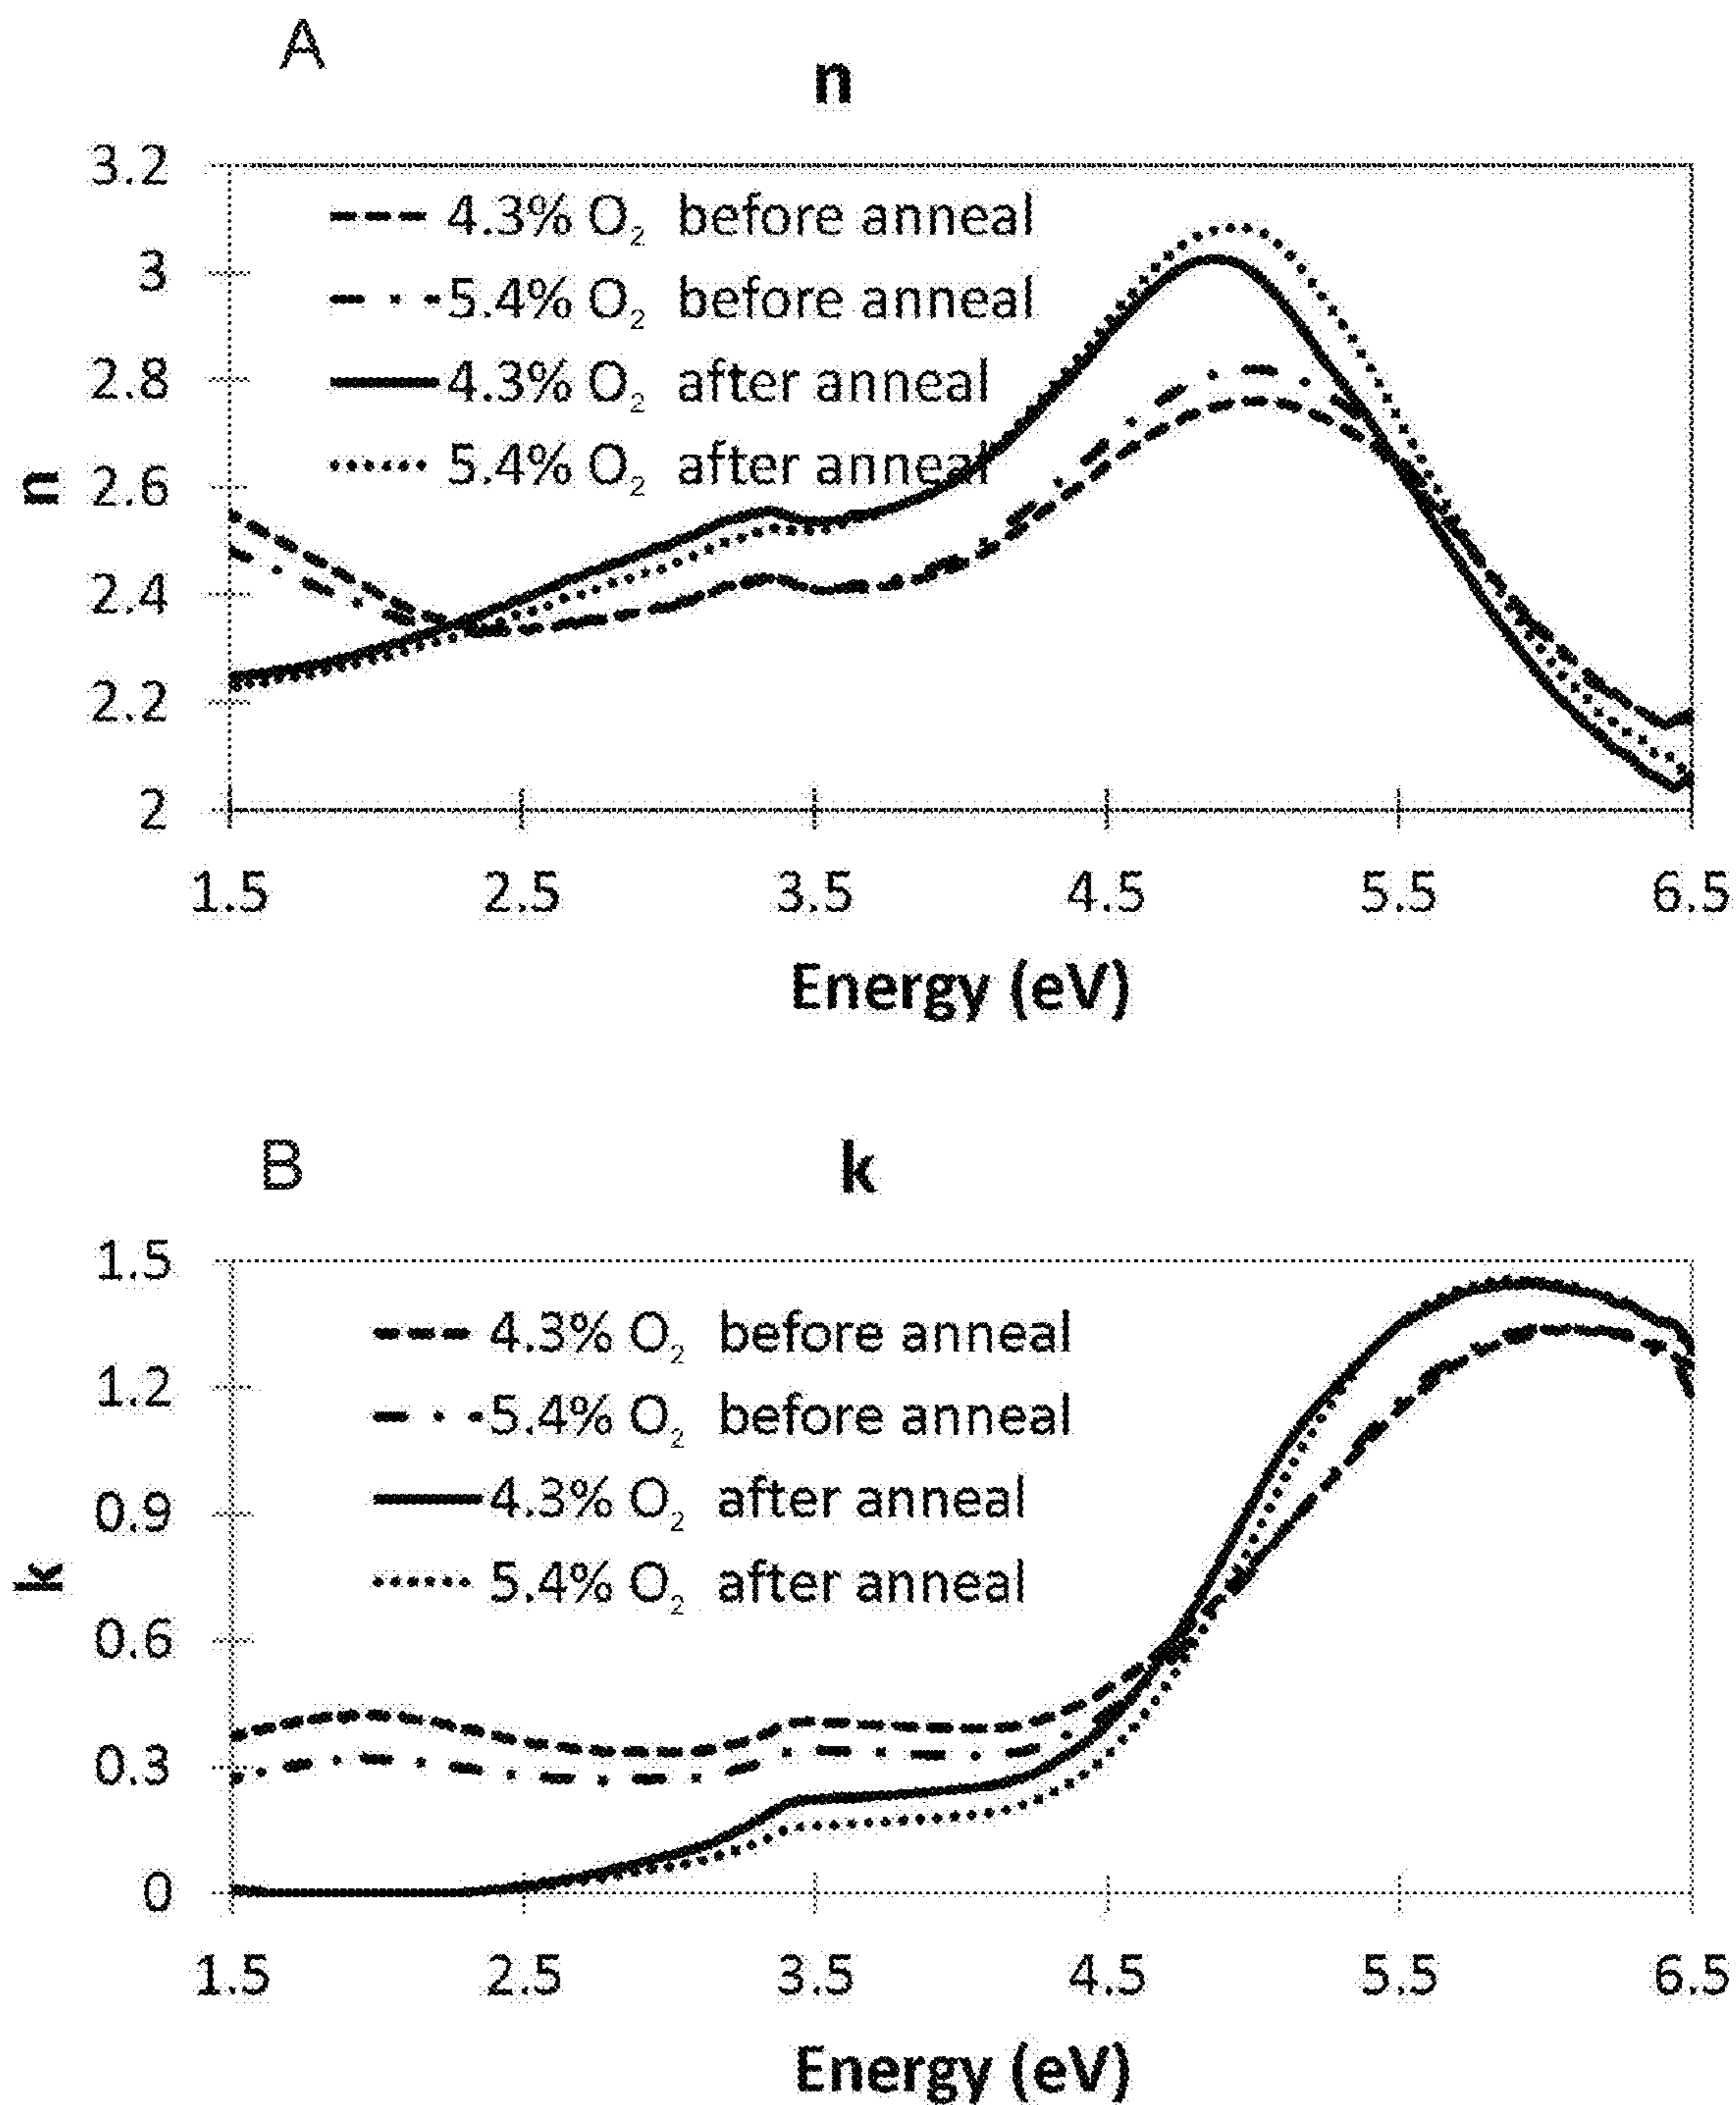 A
n
3.2
4.3% O₂ before anneal
3
5.4% O₂ before anneal
2.8
4.3% O₂ after anneal
n
2.6
5.4% O₂ after anneal
2.4
2.2
2
1.5 2.5 3.5 4.5 5.5 6.5
Energy (eV)
B
k
1.5
4.3% O₂ before anneal
1.2
5.4% O₂ before anneal
0.9
4.3% O₂ after anneal
k
5.4% O₂ after anneal
0.6
0.3
0
1.5 2.5 3.5 4.5 5.5 6.5
Energy (eV)